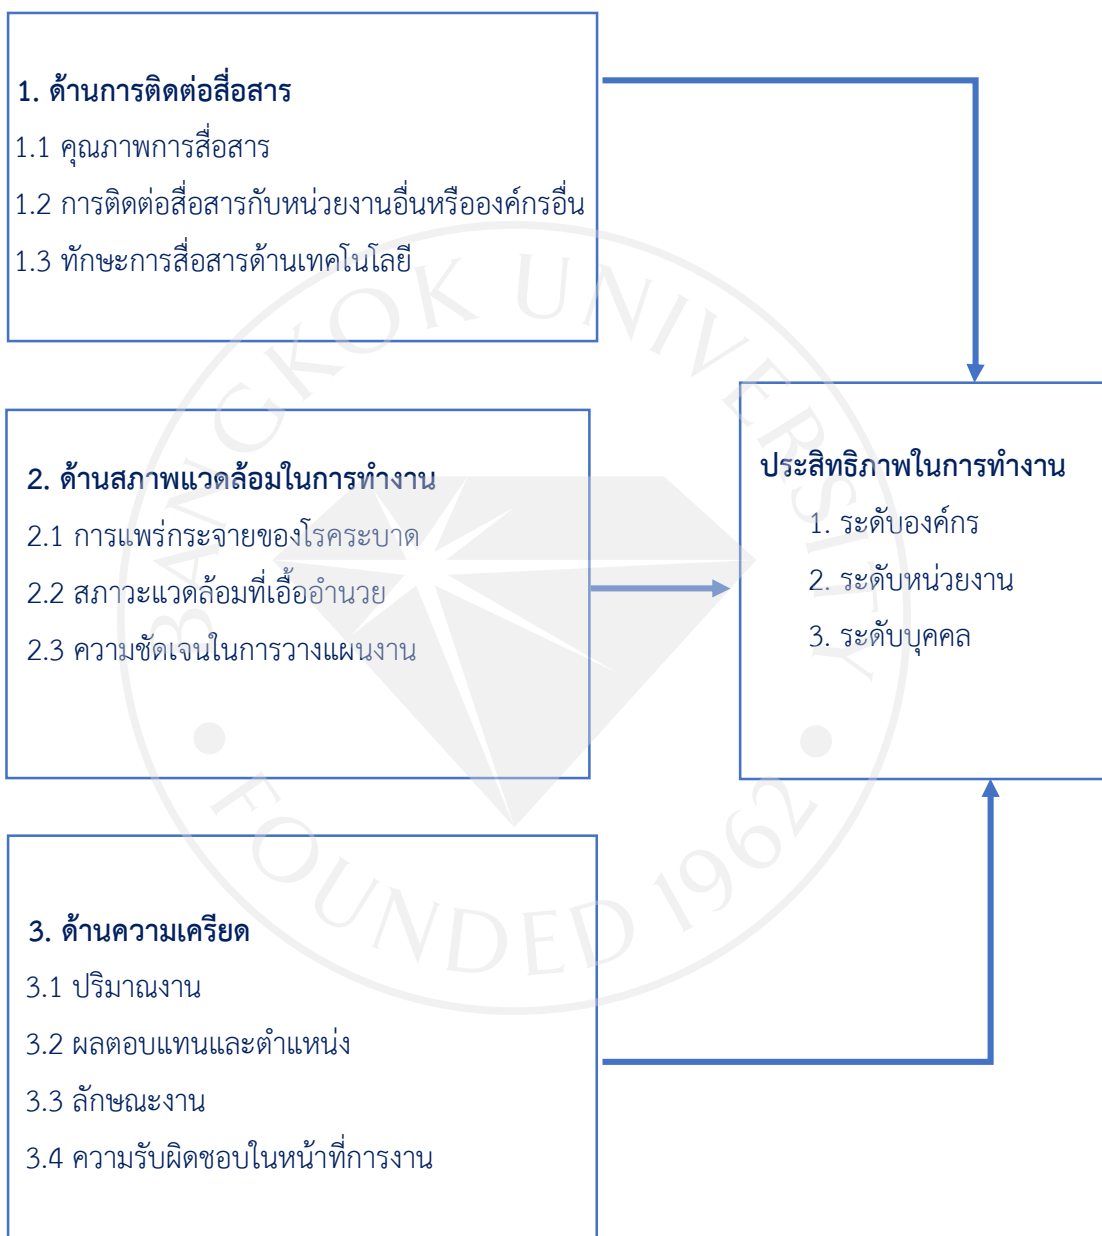 1. ด้านการติดต่อสื่อสาร
1.1 คุณภาพการสื่อสาร
1.2 การติดต่อสื่อสารกับหน่วยงานอื่นหรือองค์กรอื่น
1.3 ทักษะการสื่อสารด้านเทคโนโลยี
2. ด้านสภาพแวดล้อมในการทำงาน
2.1 การแพร่กระจายของโรคระบาด
2.2 สภาวะแวดล้อมที่เอื้ออำนวย
2.3 ความชัดเจนในการวางแผนงาน
ประสิทธิภาพในการทำงาน
1. ระดับองค์กร
2. ระดับหน่วยงาน
3. ระดับบุคคล
3. ด้านความเครียด
3.1 ปริมาณงาน
3.2 ผลตอบแทนและตำแหน่ง
3.3 ลักษณะงาน
3.4 ความรับผิดชอบในหน้าที่การงาน
BANGKOK UNIVERSITY
FOUNDED 1962